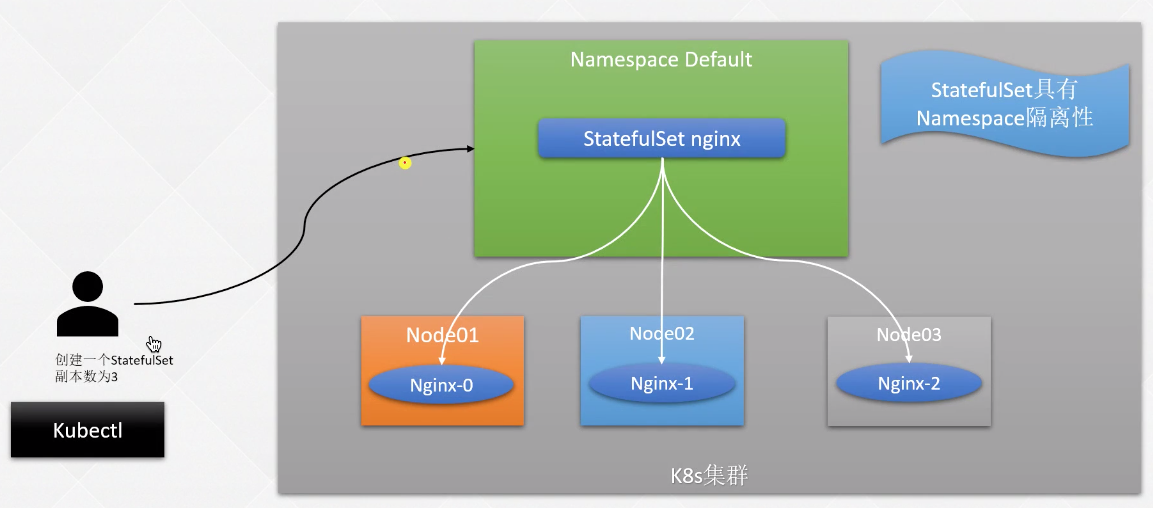 Namespace Default
StatefulSet具有
Namespace隔离性
StatefulSet nginx
Node01
Node02
Node03
Nginx-0
Nginx-1
Nginx-2
创建一个StatefulSet
副本数为3
Kubectl
K8s集群